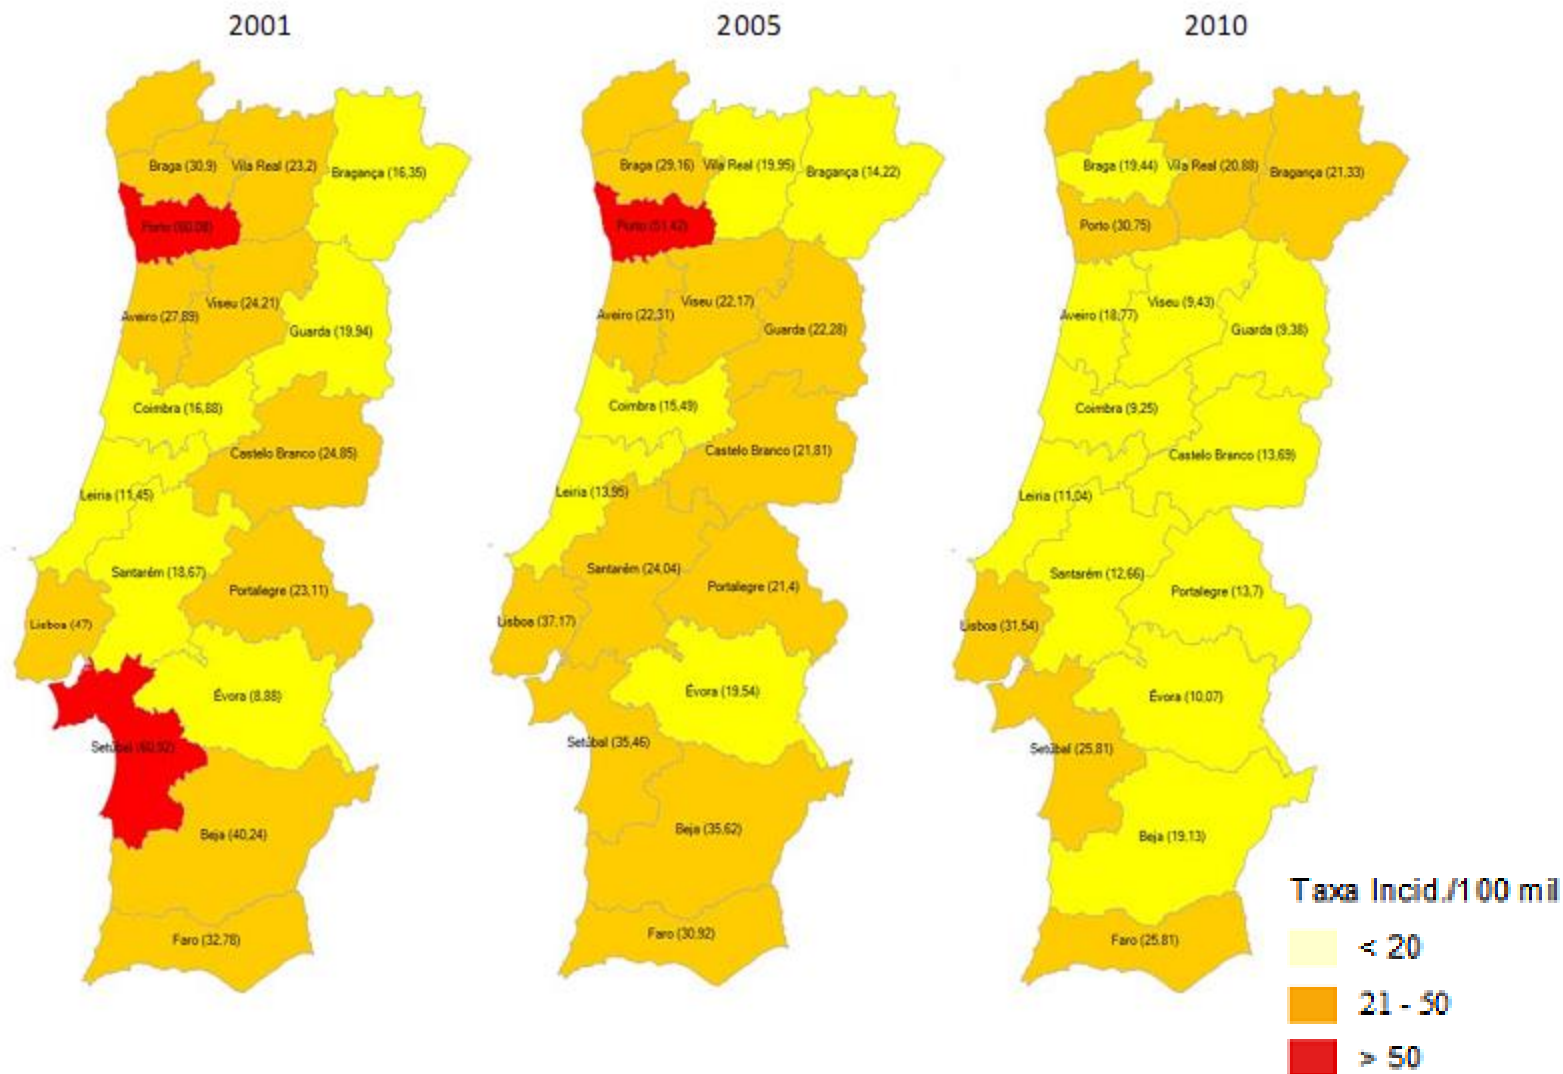 2001
Braga (30,9)
Vila Real (23,2)
Bragança (16,35)
Porto (60,08)
Viseu (24,21)
Aveiro (27,89)
Guarda (19,94)
Coimbra (16,88)
Castelo Branco (24,85)
Leiria (11,45)
Santarém (18,67)
Portalegre (23,11)
Lisboa (47)
Évora (8,88)
Setúbal (60,92)
Beja (40,24)
Faro (32,78)
2005
Braga (29,16)
Vila Real (19,95)
Bragança (14,22)
Porto (51,42)
Viseu (22,17)
Aveiro (22,31)
Guarda (22,28)
Coimbra (15,49)
Castelo Branco (21,81)
Leiria (13,95)
Santarém (24,04)
Portalegre (21,4)
Lisboa (37,17)
Évora (19,54)
Setúbal (35,46)
Beja (35,62)
Faro (30,92)
2010
Braga (19,44)
Vila Real (20,88)
Bragança (21,33)
Porto (30,75)
Viseu (9,43)
Aveiro (18,77)
Guarda (9,38)
Coimbra (9,25)
Castelo Branco (13,69)
Leiria (11,04)
Santarém (12,66)
Portalegre (13,7)
Lisboa (31,54)
Évora (10,07)
Setúbal (25,81)
Beja (19,13)
Faro (25,81)
Taxa Incid./100 mil
< 20
21 - 50
> 50